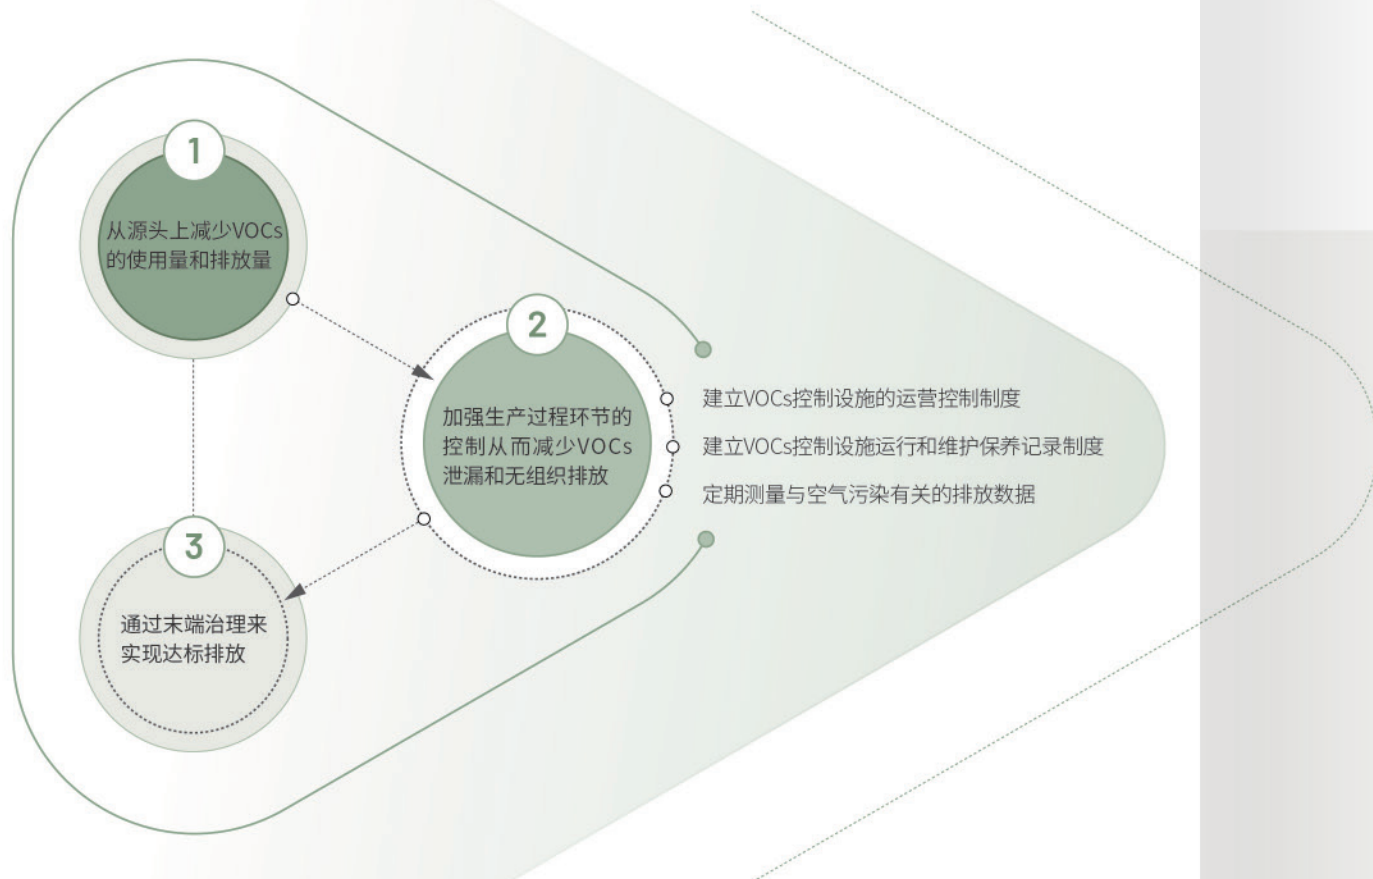 1
从源头上减少VOCs
的使用量和排放量
2
加强生产过程环节的
控制从而减少VOCs
泄漏和无组织排放
建立VOCs控制设施的运营控制制度
建立VOCs控制设施运行和维护保养记录制度
定期测量与空气污染有关的排放数据
3
通过末端治理来
实现达标排放